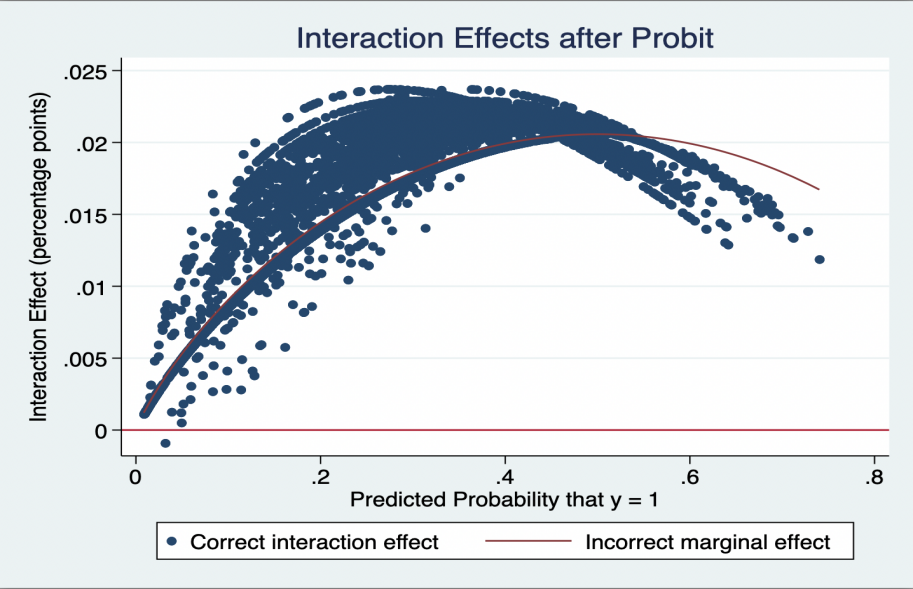 Interaction Effects after Probit
Interaction Effect (percentage points)
.025
.02
.015
.01
.005
0
0 .2 .4 .6 .8
Predicted Probability that y = 1
Correct interaction effect Incorrect marginal effect